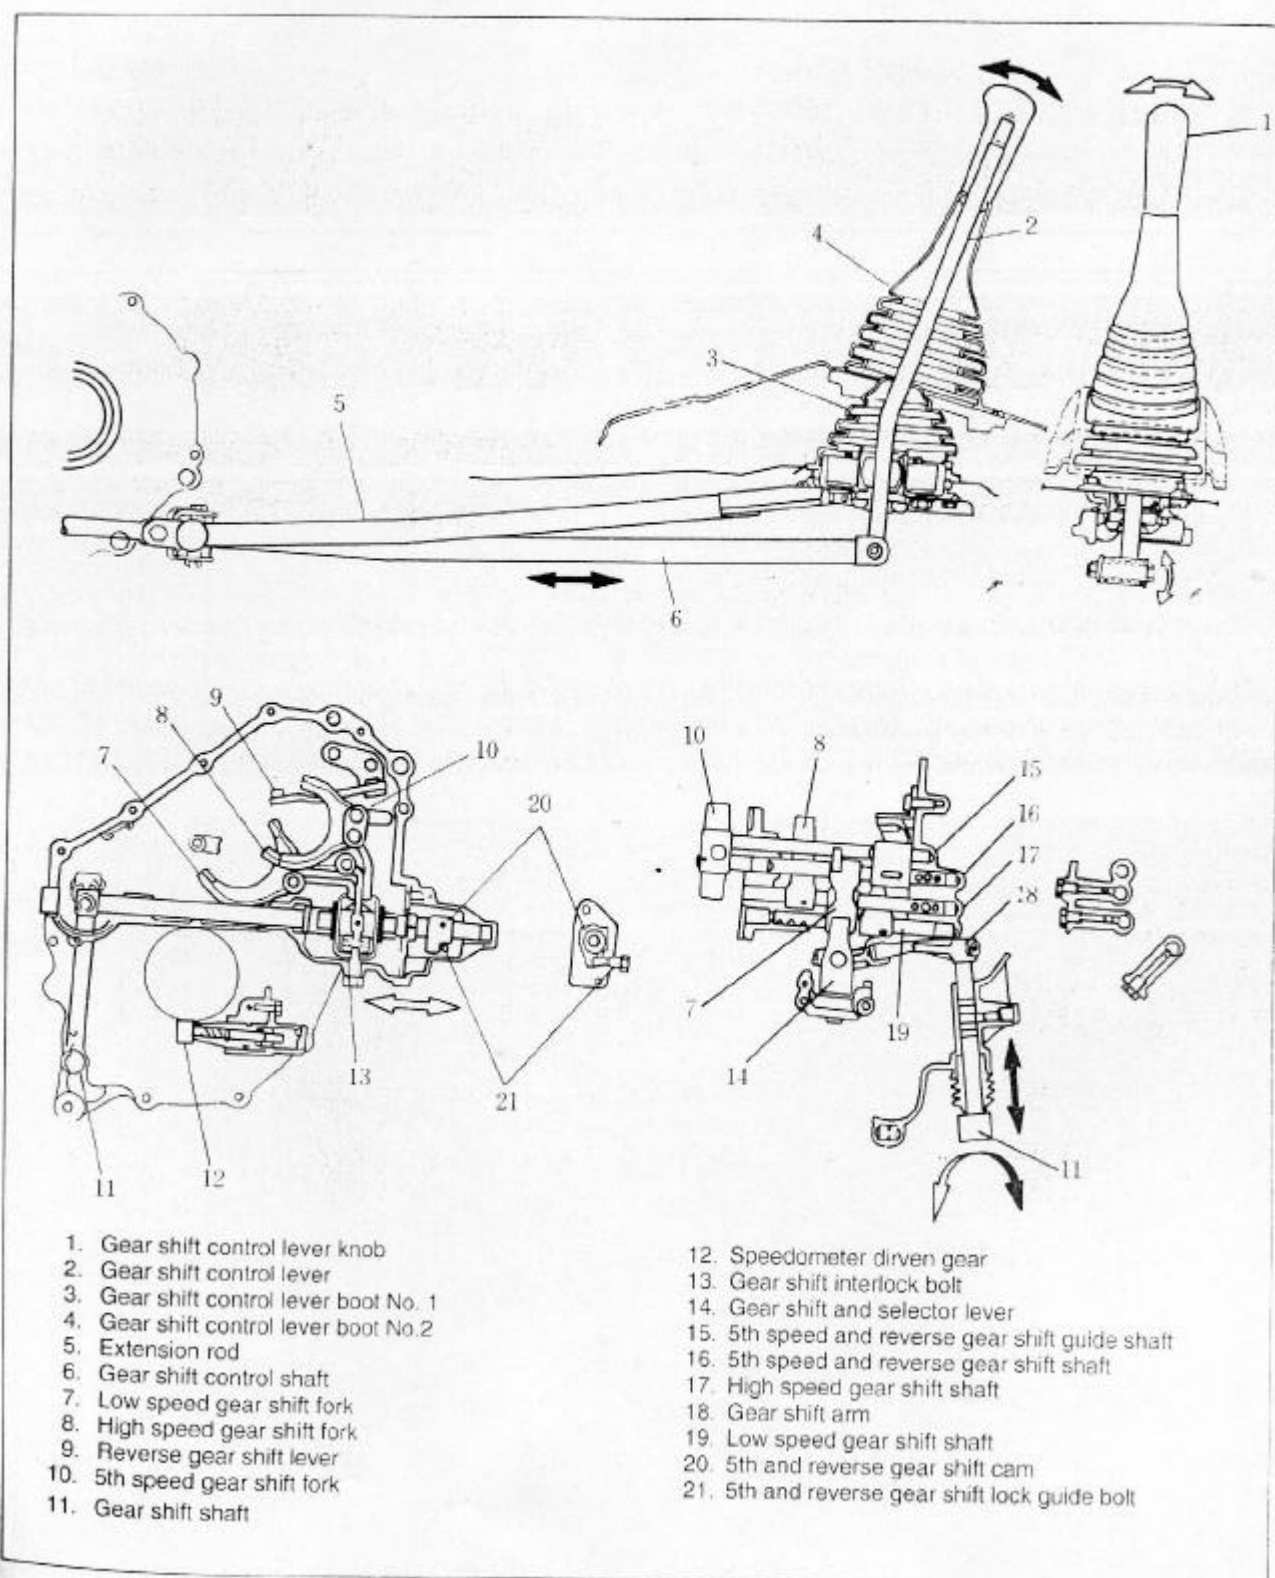 1
2
4
3
5
6
9
8
7
10
20
10
8
15
16
17
18
7
19
14
13
21
11
12
11
1. Gear shift control lever knob
2. Gear shift control lever
3. Gear shift control lever boot No. 1
4. Gear shift control lever boot No.2
5. Extension rod
6. Gear shift control shaft
7. Low speed gear shift fork
8. High speed gear shift fork
9. Reverse gear shift lever
10. 5th speed gear shift fork
11. Gear shift shaft
12. Speedometer dirven gear
13. Gear shift interlock bolt
14. Gear shift and selector lever
15. 5th speed and reverse gear shift guide shaft
16. 5th speed and reverse gear shift shaft
17. High speed gear shift shaft
18. Gear shift arm
19. Low speed gear shift shaft
20. 5th and reverse gear shift cam
21. 5th and reverse gear shift lock guide bolt